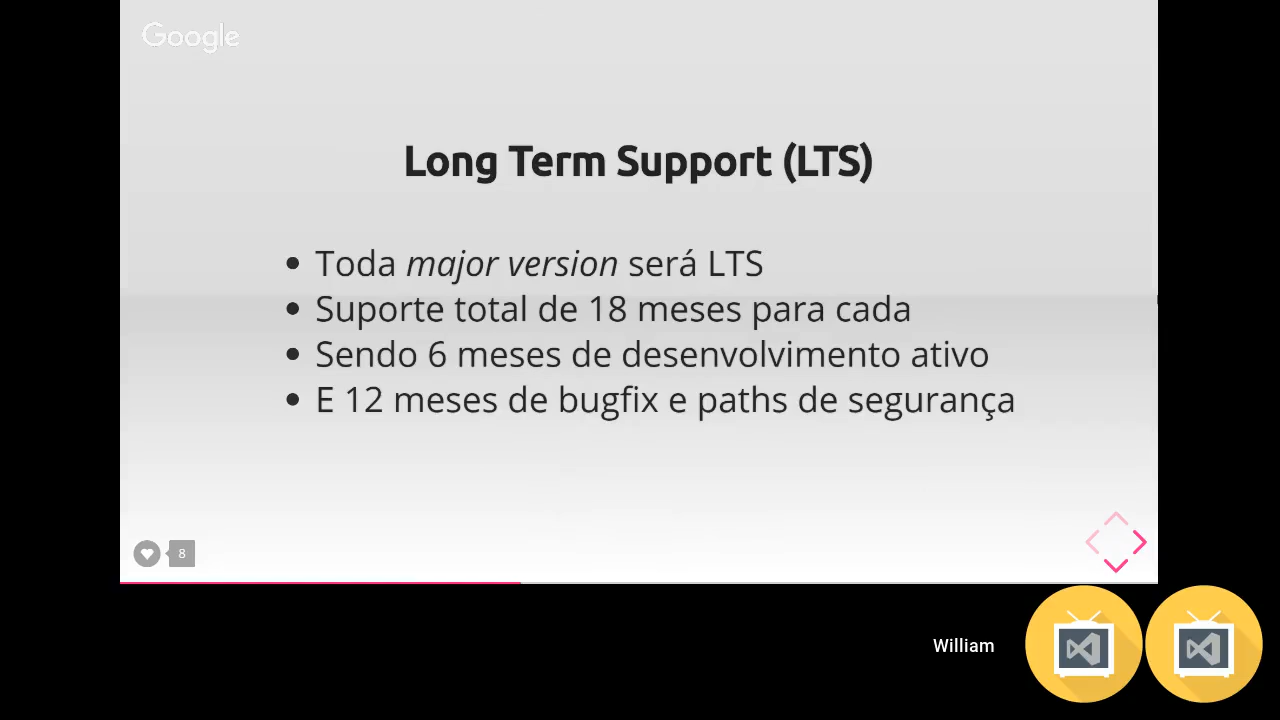 Google
Long Term Support (LTS)
Toda major version será LTS
Suporte total de 18 meses para cada
Sendo 6 meses de desenvolvimento ativo
E 12 meses de bugfix e paths de segurança
8
William